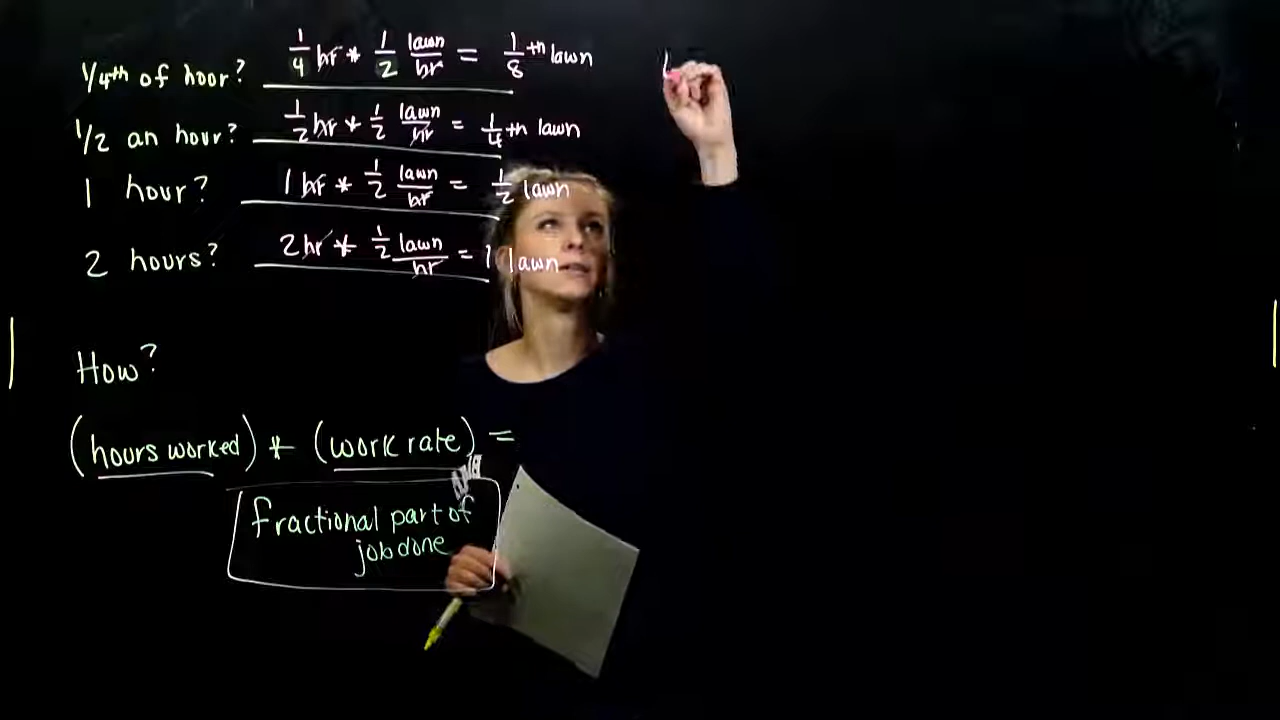 1/4th of hoor? 1/4 hr * 1/2 lawn/hr = 1/8th lawn
1/2 an hour? 1/2 hr * 1/2 lawn/hr = 1/4th lawn
1 hour? 1 hr * 1/2 lawn/hr = 1/2 lawn
2 hours? 2 hr * 1/2 lawn/hr = 1 lawn
How?
(hours worked) * (work rate) =
fractional part of
job done